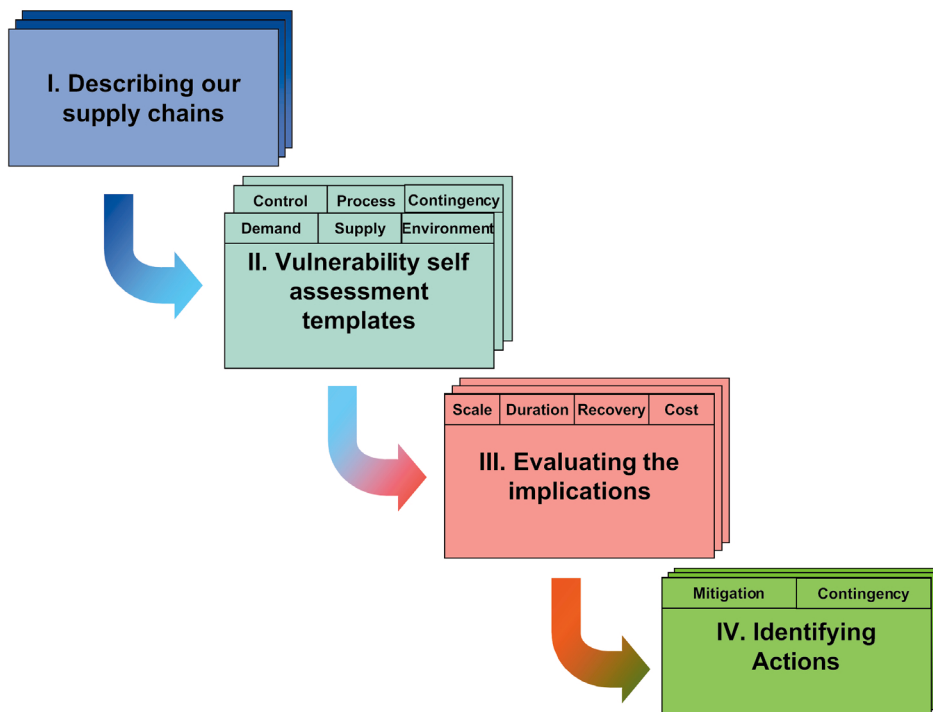 I. Describing our
supply chains
Control Process Contingency
Demand Supply Environment
II. Vulnerability self
assessment
templates
Scale Duration Recovery Cost
III. Evaluating the
implications
Mitigation Contingency
IV. Identifying
Actions